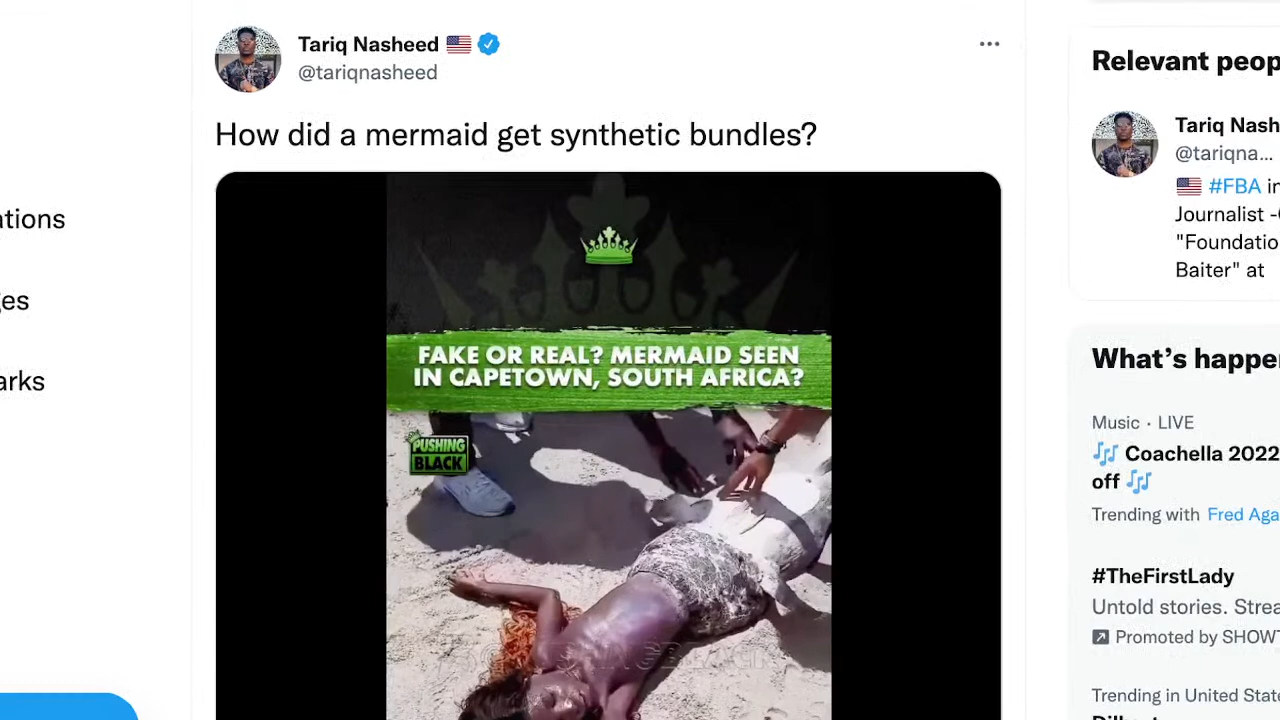 Tariq Nasheed
@tariqnasheed
How did a mermaid get synthetic bundles?
FAKE OR REAL? MERMAID SEEN
IN CAPETOWN, SOUTH AFRICA?
PUSHING
BLACK
ations
ges
arks
Relevant peop
Tariq Nash
@tariqna...
#FBA in
Journalist -
"Foundatio
Baiter" at
What's happe
Music · LIVE
Coachella 2022
off
Trending with Fred Aga
#TheFirstLady
Untold stories. Strea
Promoted by SHOWT
Trending in United State